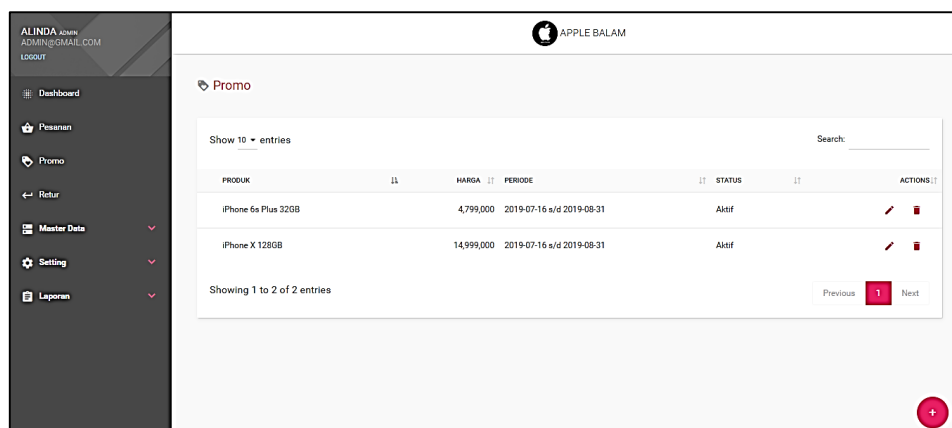 ALINDA ADMIN
ADMIN@GMAIL.COM
LOGOUT
APPLE BALAM
Dashboard
Pesanan
Promo
Retur
Master Data
Setting
Laporan
Promo
Show 10 entries
Search:
PRODUK HARGA PERIODE STATUS ACTIONS
iPhone 6s Plus 32GB 4,799,000 2019-07-16 s/d 2019-08-31 Aktif
iPhone X 128GB 14,999,000 2019-07-16 s/d 2019-08-31 Aktif
Showing 1 to 2 of 2 entries
Previous 1 Next
+